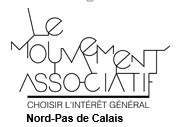 Le
MOUVEMENT
ASSOCIATIF
CHOISIR L'INTÉRÊT GÉNÉRAL
Nord-Pas de Calais